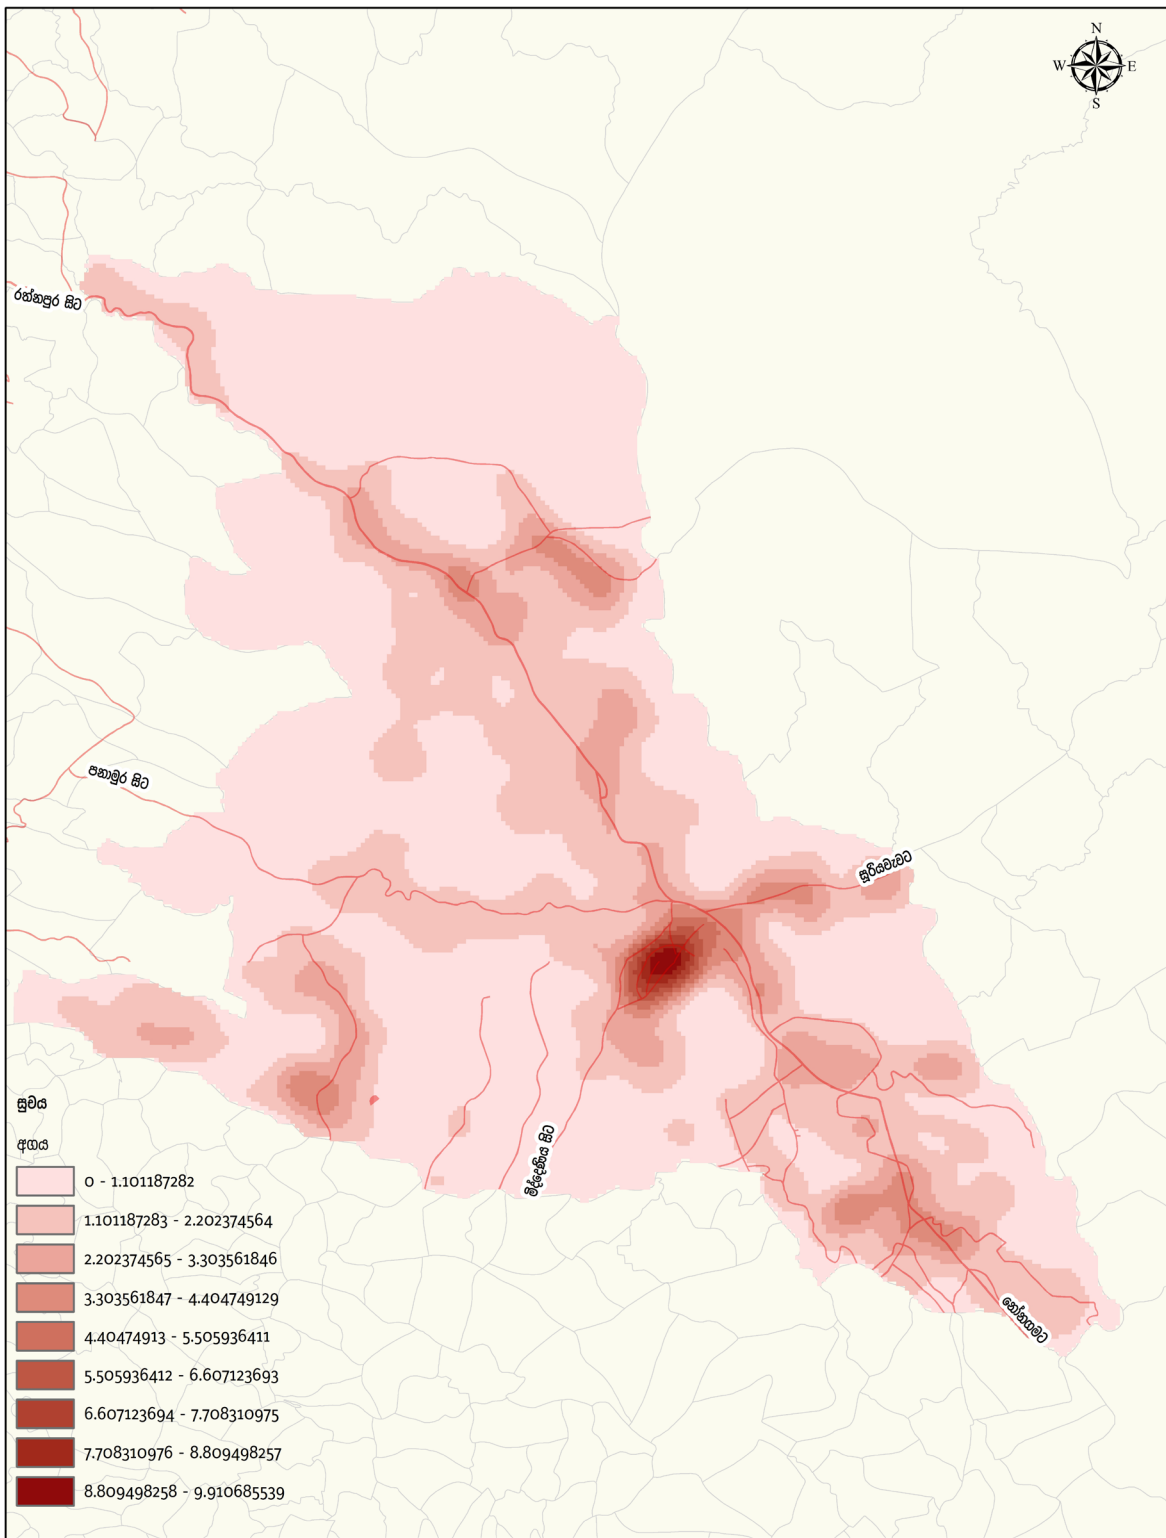 N
W E
S
රත්නපුර සිට
පනාමුර සිට
සූරියවැවට
මිද්දෙණිය සිට
නෝනගමට
සුචය
අගය
0 - 1.101187282
1.101187283 - 2.202374564
2.202374565 - 3.303561846
3.303561847 - 4.404749129
4.40474913 - 5.505936411
5.505936412 - 6.607123693
6.607123694 - 7.708310975
7.708310976 - 8.809498257
8.809498258 - 9.910685539